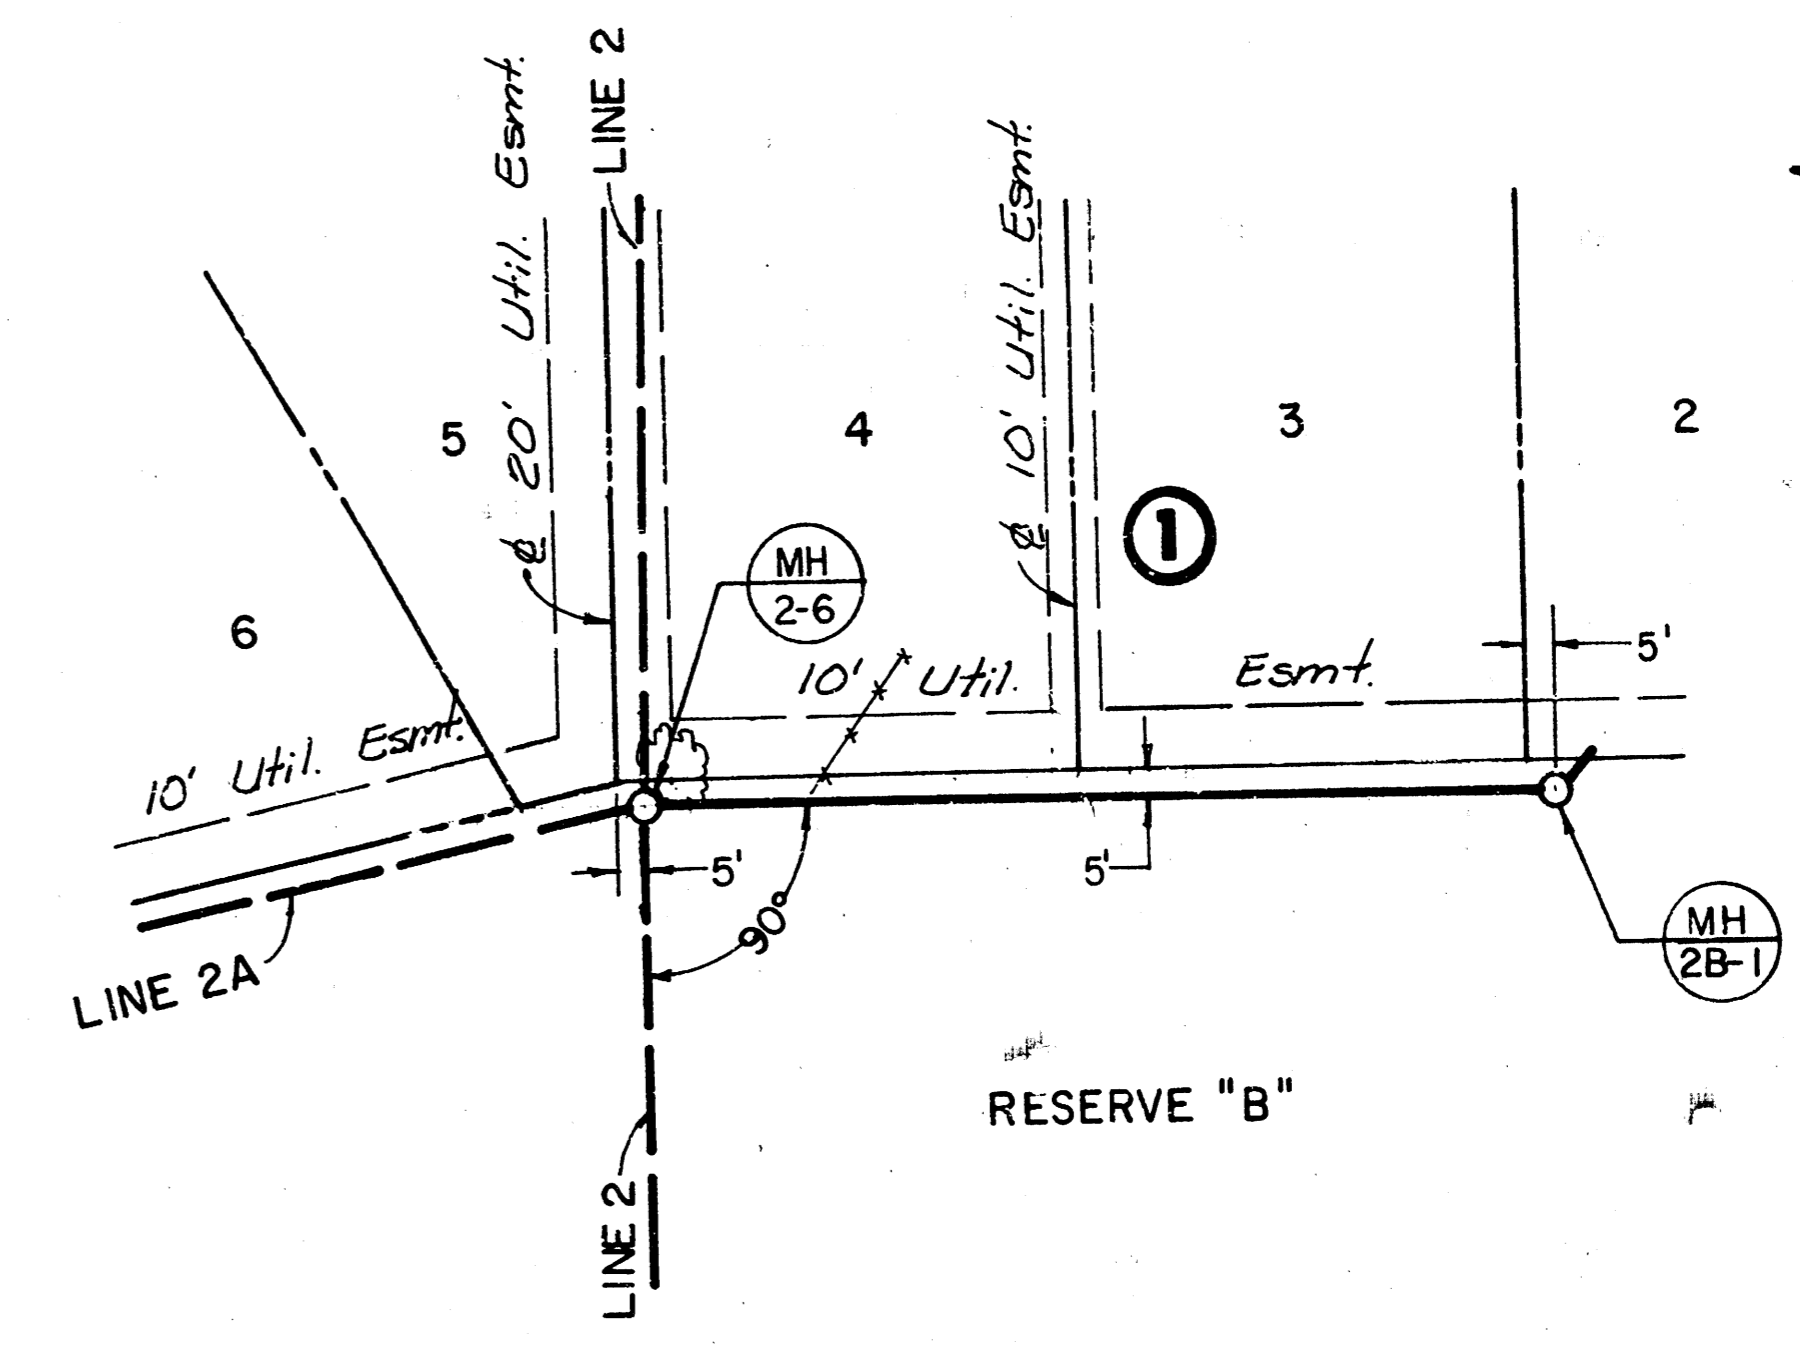 LINE 2
℄ 20' Util. Esmt.
℄ 10' Util. Esmt.
5
4
3
2
1
6
MH
2-6
10' Util. Esmt.
5'
10' Util. Esmt.
5'
5'
90°
MH
2B-1
LINE 2A
RESERVE "B"
LINE 2